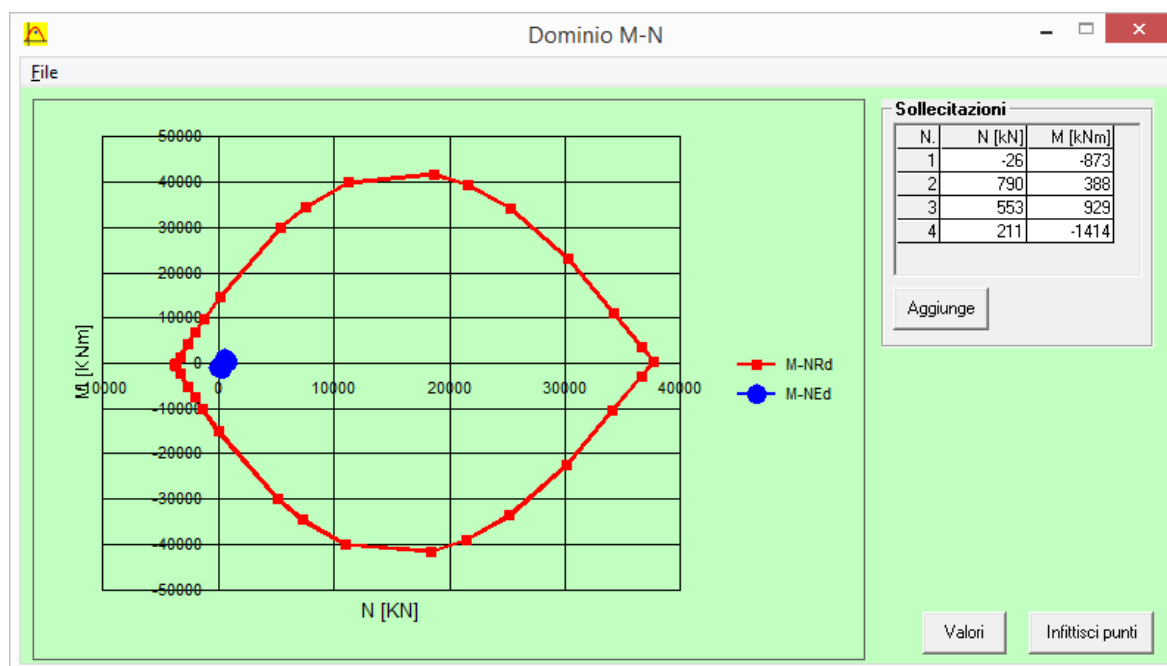 Dominio M-N
File
50000
40000
30000
20000
10000
0
-10000
-20000
-30000
-40000
-50000
M [KNm]
10000 0 10000 20000 30000 40000
N [KN]
M-NRd
M-NEd
Sollecitazioni
N. N [kN] M [kNm]
1 -26 -873
2 790 388
3 553 929
4 211 -1414
Aggiunge
Valori Infittisci punti